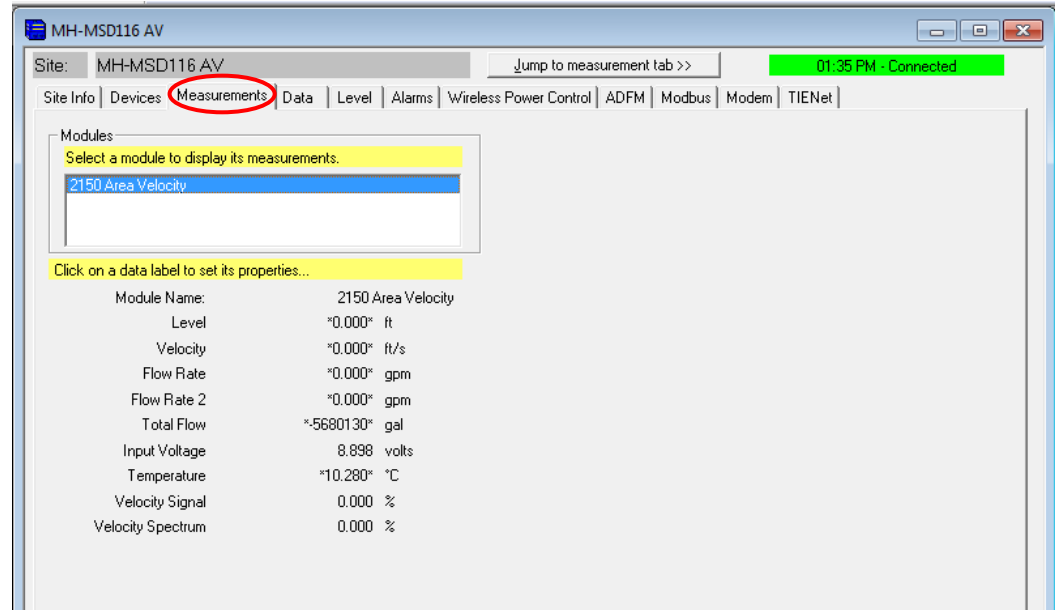 MH-MSD116 AV
Site: MH-MSD116 AV Jump to measurement tab >> 01:35 PM - Connected
Site Info Devices Measurements Data Level Alarms Wireless Power Control ADFM Modbus Modem TIENet
Modules
Select a module to display its measurements.
2150 Area Velocity
Click on a data label to set its properties...
Module Name: 2150 Area Velocity
Level *0.000* ft
Velocity *0.000* ft/s
Flow Rate *0.000* gpm
Flow Rate 2 *0.000* gpm
Total Flow *-5680130* gal
Input Voltage 8.898 volts
Temperature *10.280* °C
Velocity Signal 0.000 %
Velocity Spectrum 0.000 %